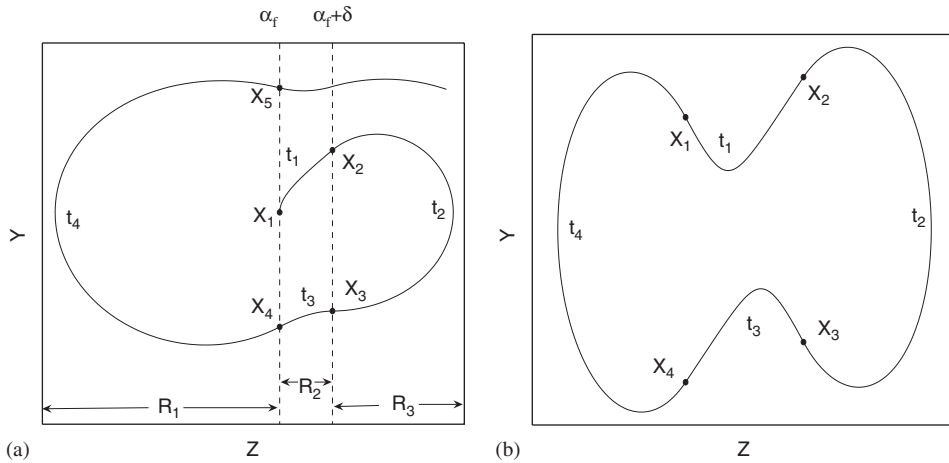 α_f α_f+δ
X_5
t_1
X_2
X_1
t_2
t_4
X_4 t_3 X_3
R_1 R_2 R_3
Y
Z
(a)
X_1 X_2
t_1
t_4 t_2
t_3
X_4 X_3
Y
Z
(b)